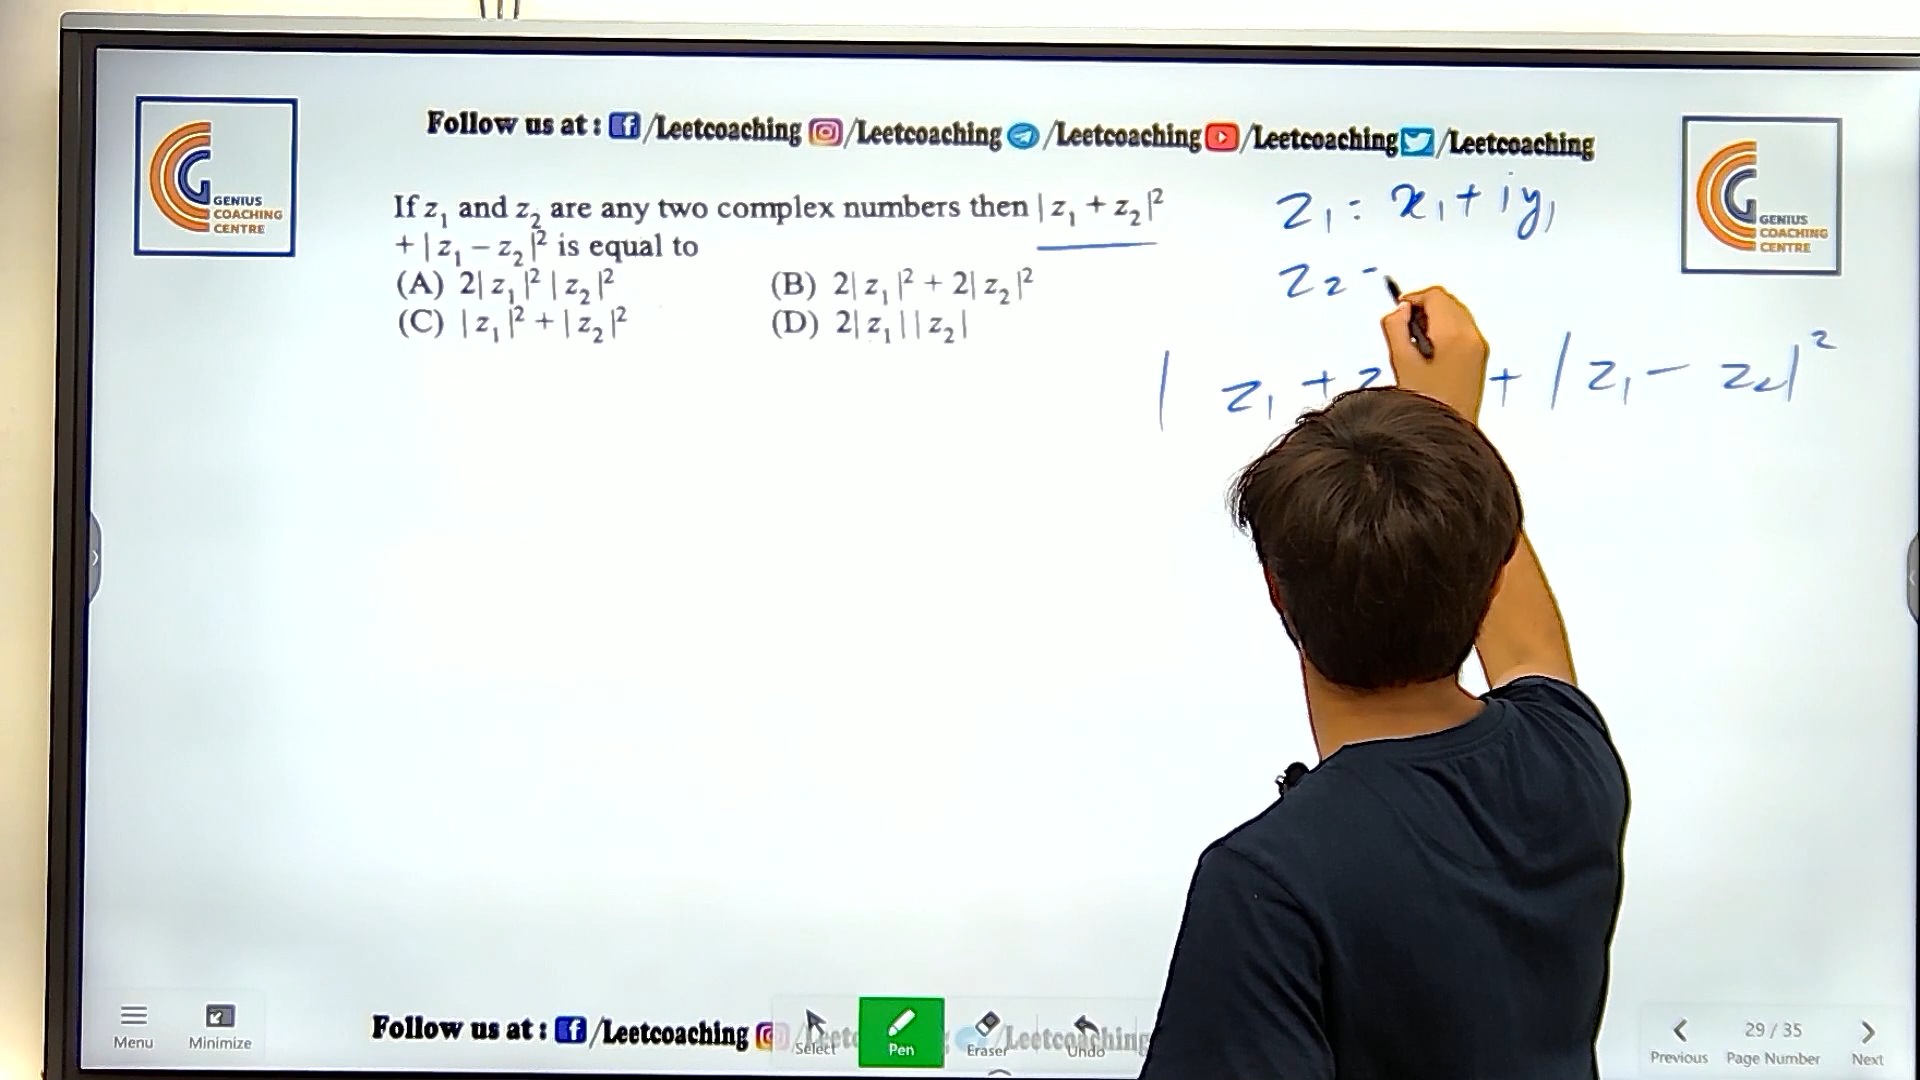 Follow us at : /Leetcoaching /Leetcoaching /Leetcoaching /Leetcoaching /Leetcoaching
GENIUS
COACHING
CENTRE
If z₁ and z₂ are any two complex numbers then |z₁ + z₂|²
+ |z₁ − z₂|² is equal to
(A) 2|z₁|² |z₂|² (B) 2|z₁|² + 2|z₂|²
(C) |z₁|² + |z₂|² (D) 2|z₁||z₂|
z₁ = x₁ + iy₁
z₂ =
| z₁ + z + |z₁ − z₂|²
GENIUS
COACHING
CENTRE
Menu
Minimize
Follow us at : /Leetcoaching /Leetcoaching
Select
Pen
Eraser
Undo
Previous
29 / 35
Page Number
Next